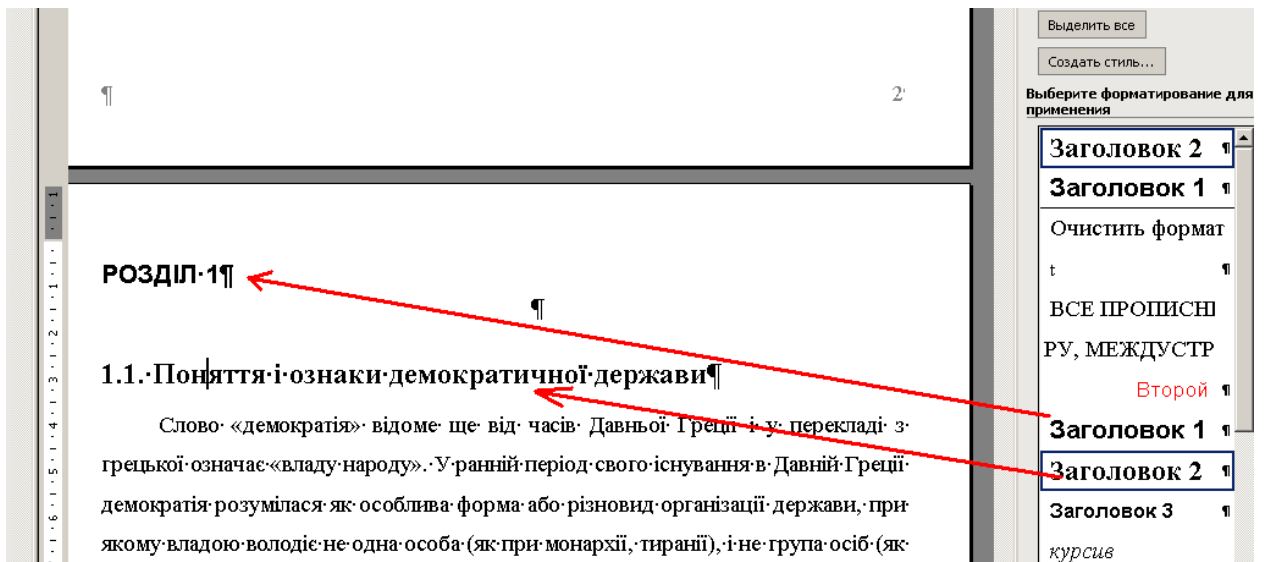 Выделить все
Создать стиль...
Выберите форматирование для
применения
Заголовок 2 ¶
Заголовок 1 ¶
Очистить формат
t ¶
ВСЕ ПРОПИСНІ
РУ, МЕЖДУСТР
Второй ¶
Заголовок 1 ¶
Заголовок 2 ¶
Заголовок 3 ¶
курсив
¶ 2
РОЗДІЛ·1¶
¶
1.1.·Поняття·і·ознаки·демократичної·держави¶
Слово· «демократія»· відоме· ще· від· часів· Давньої· Греції· і· у· перекладі· з·
грецької·означає·«владу·народу».·У·ранній·період·свого·існування·в·Давній·Греції·
демократія·розумілася·як·особлива·форма·або·різновид·організації·держави,·при·
якому·владою·володіє·не·одна·особа·(як·при·монархії,·тиранії),·і·не·група·осіб·(як·